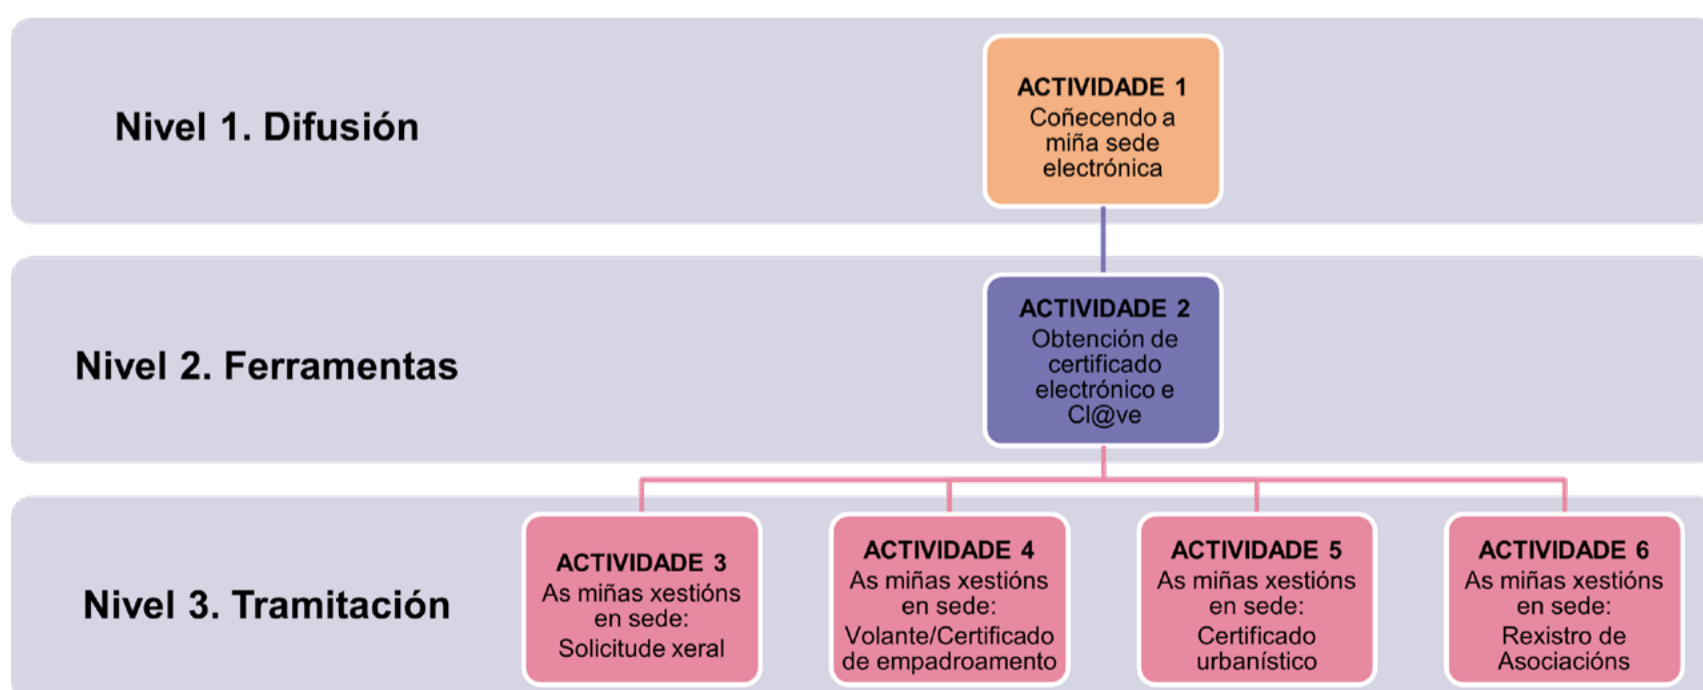 Nivel 1. Difusión
ACTIVIDADE 1
Coñecendo a
miña sede
electrónica
Nivel 2. Ferramentas
ACTIVIDADE 2
Obtención de
certificado
electrónico e
Cl@ve
Nivel 3. Tramitación
ACTIVIDADE 3
As miñas xestións
en sede:
Solicitude xeral
ACTIVIDADE 4
As miñas xestións
en sede:
Volante/Certificado
de empadroamento
ACTIVIDADE 5
As miñas xestións
en sede:
Certificado
urbanístico
ACTIVIDADE 6
As miñas xestións
en sede:
Rexistro de
Asociacións